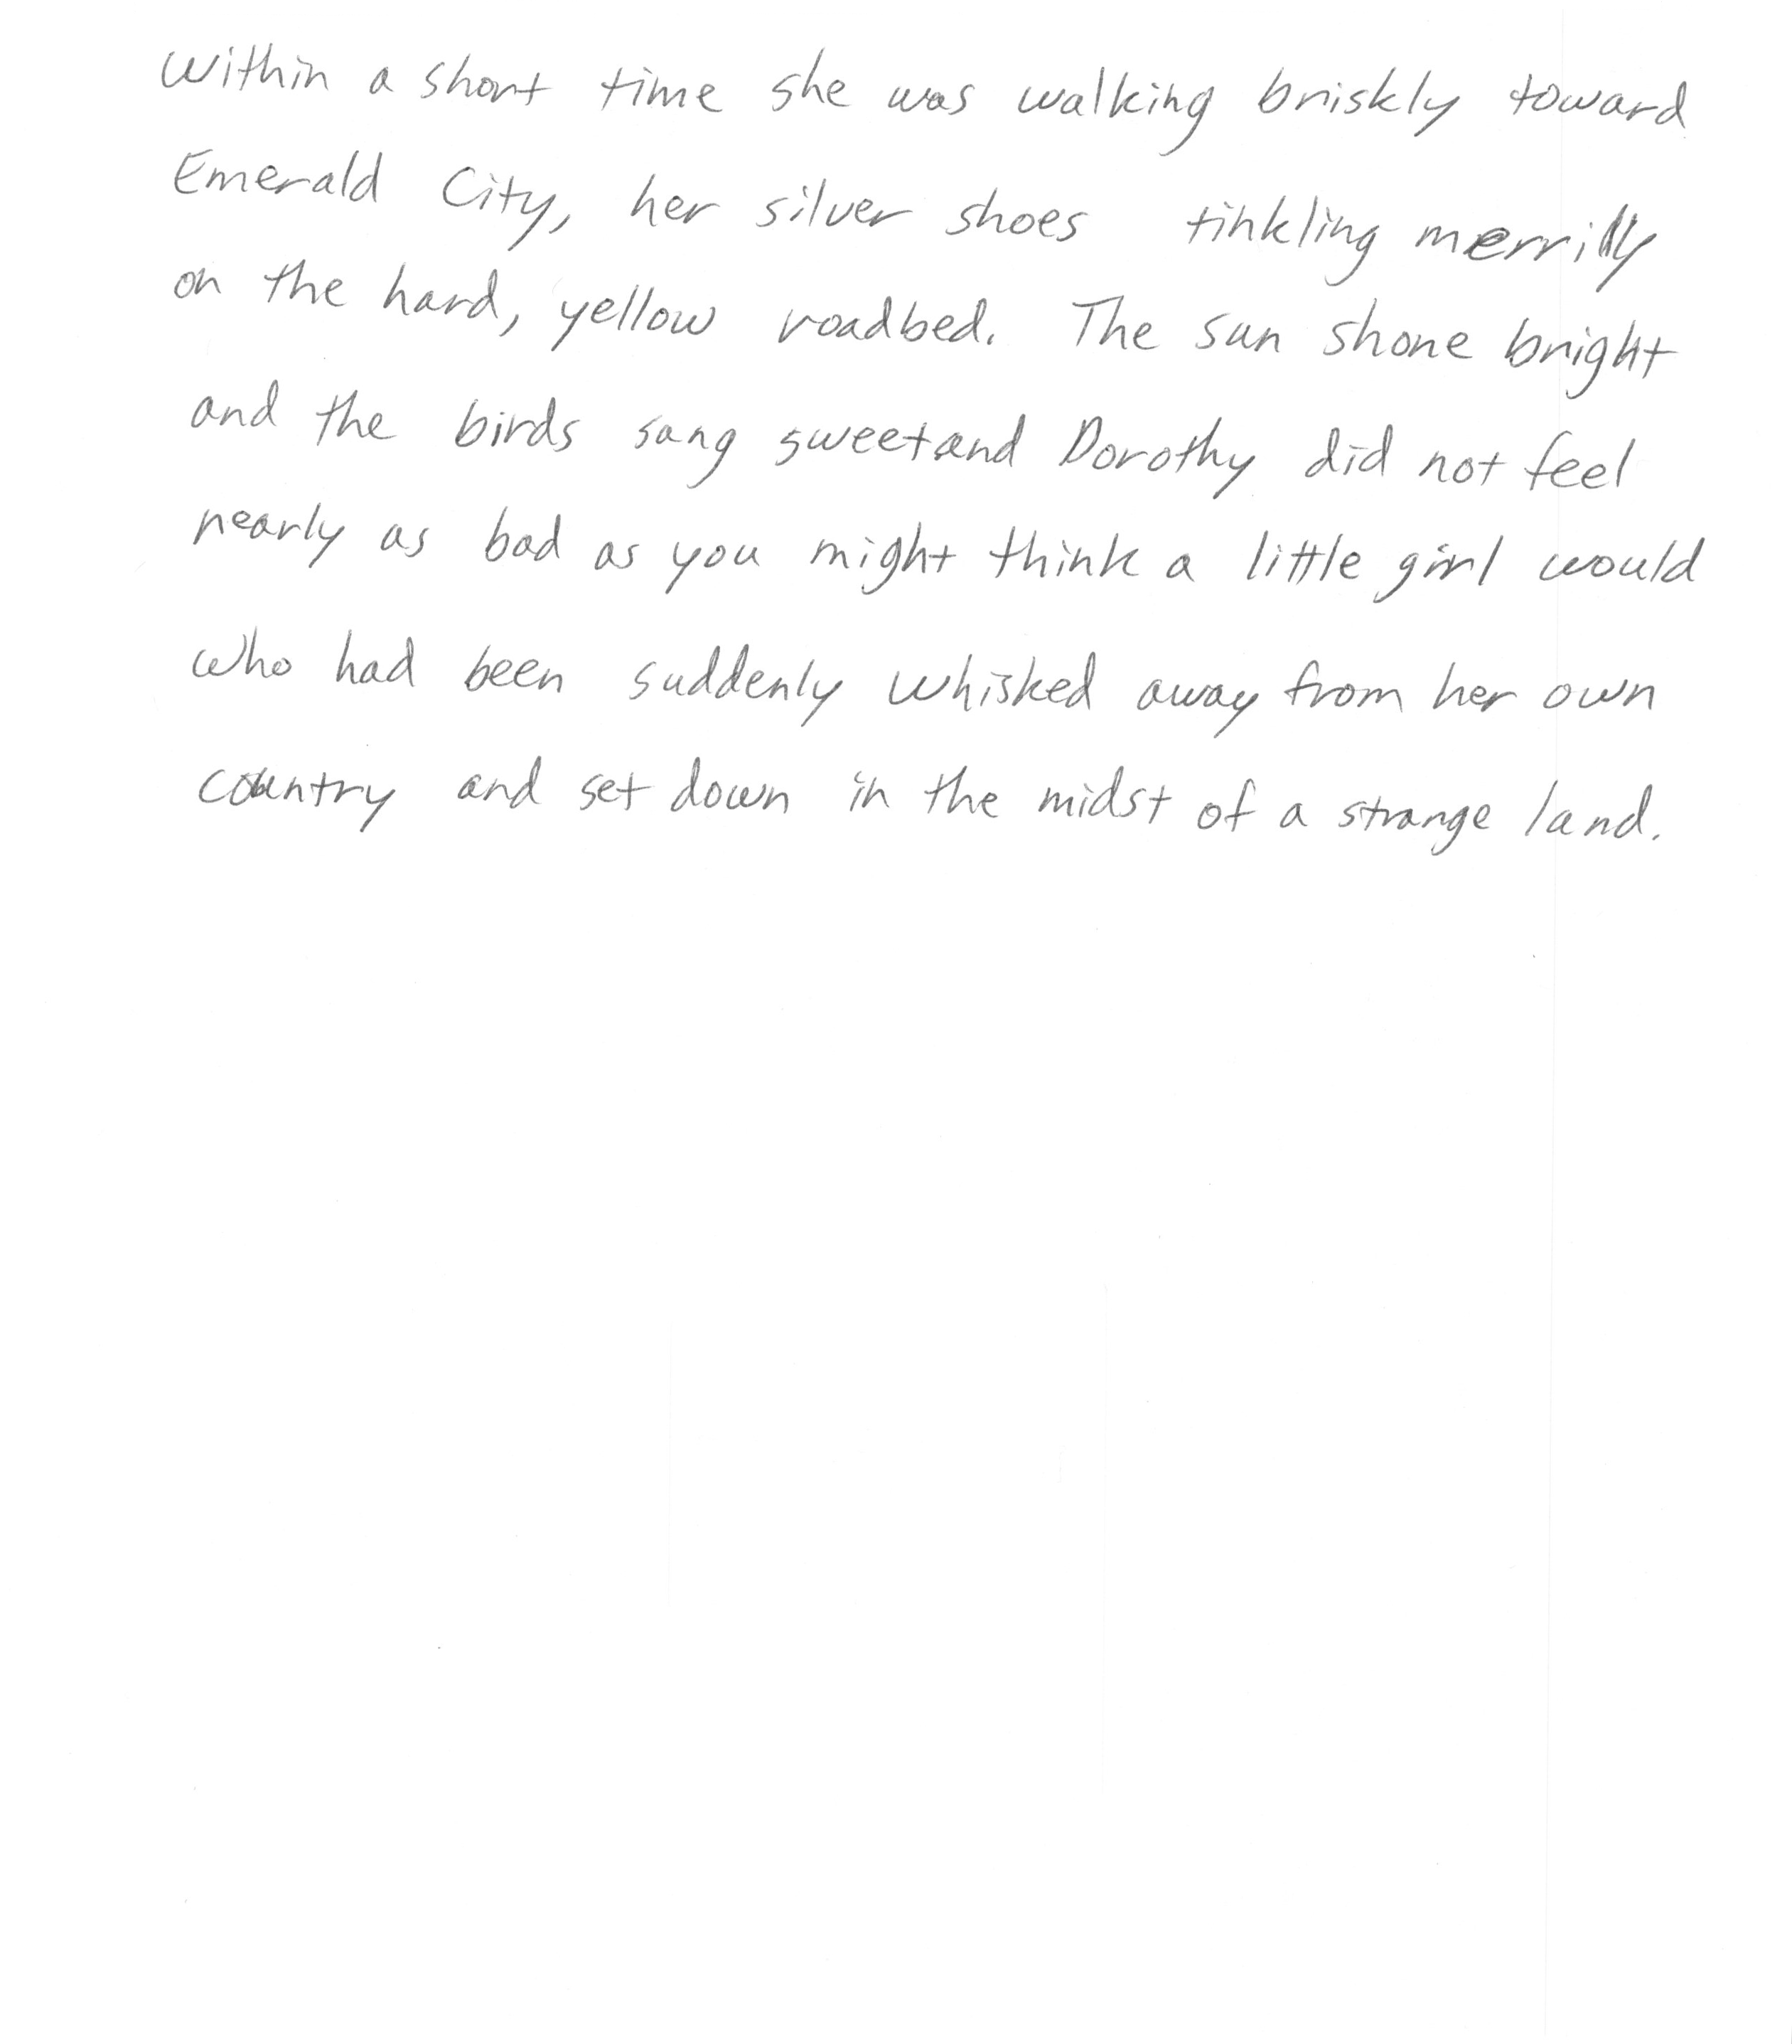 Within a short time she was walking briskly toward
Emerald City, her silver shoes tinkling merrily
on the hard, yellow roadbed. The sun shone bright
and the birds sang sweet and Dorothy did not feel
nearly as bad as you might think a little girl would
who had been suddenly whisked away from her own
country and set down in the midst of a strange land.